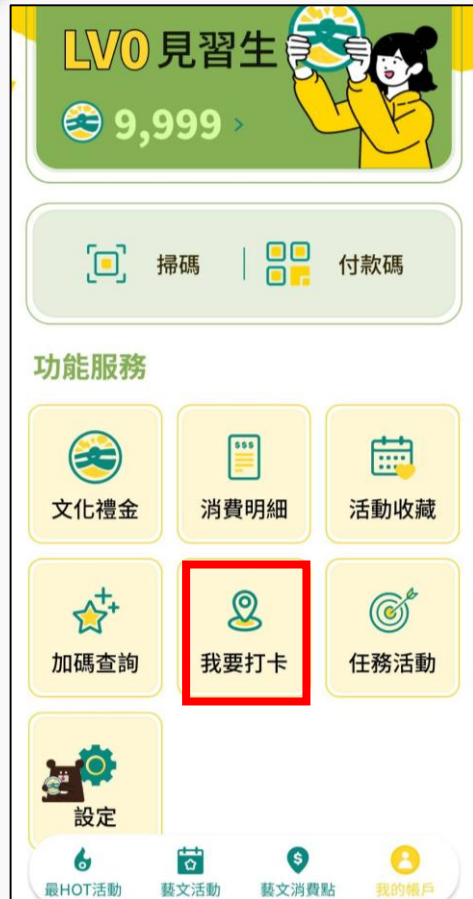 LV0 見習生
9,999 >
掃碼
付款碼
功能服務
$$$
文化禮金
消費明細
活動收藏
加碼查詢
我要打卡
任務活動
設定
$
最HOT活動
藝文活動
藝文消費點
我的帳戶